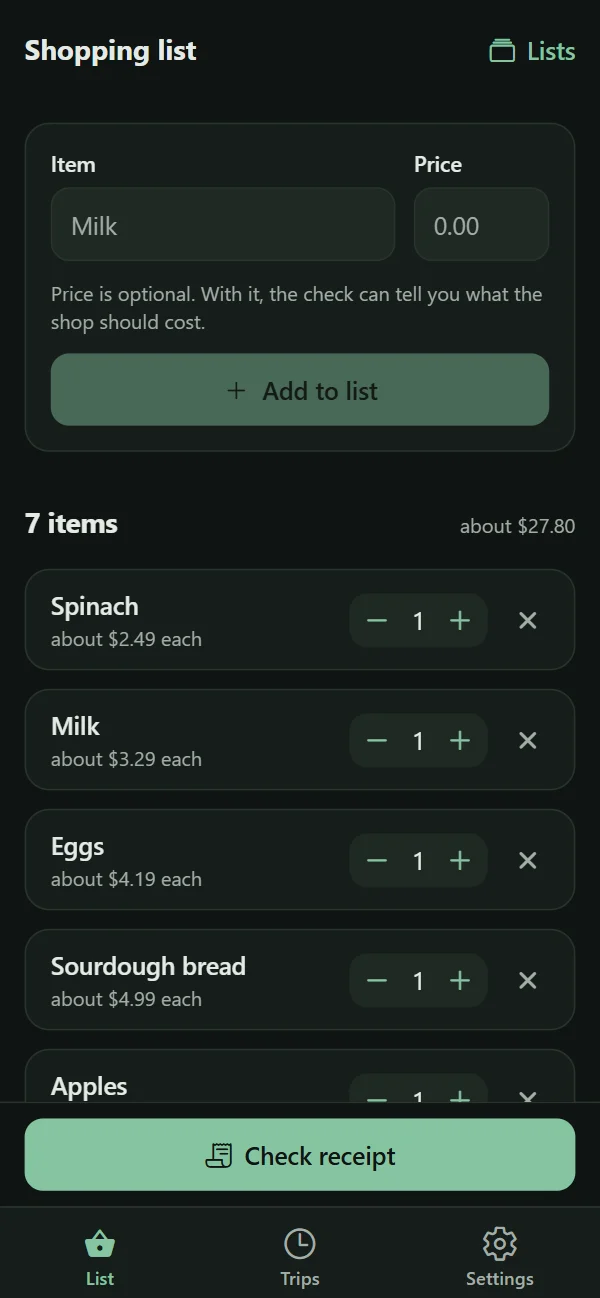 Shopping list
Lists
Item
Price
Milk
0.00
Price is optional. With it, the check can tell you what the
shop should cost.
+ Add to list
7 items
about $27.80
Spinach
about $2.49 each
− 1 + ×
Milk
about $3.29 each
− 1 + ×
Eggs
about $4.19 each
− 1 + ×
Sourdough bread
about $4.99 each
− 1 + ×
Apples
− 1 + ×
Check receipt
List
Trips
Settings